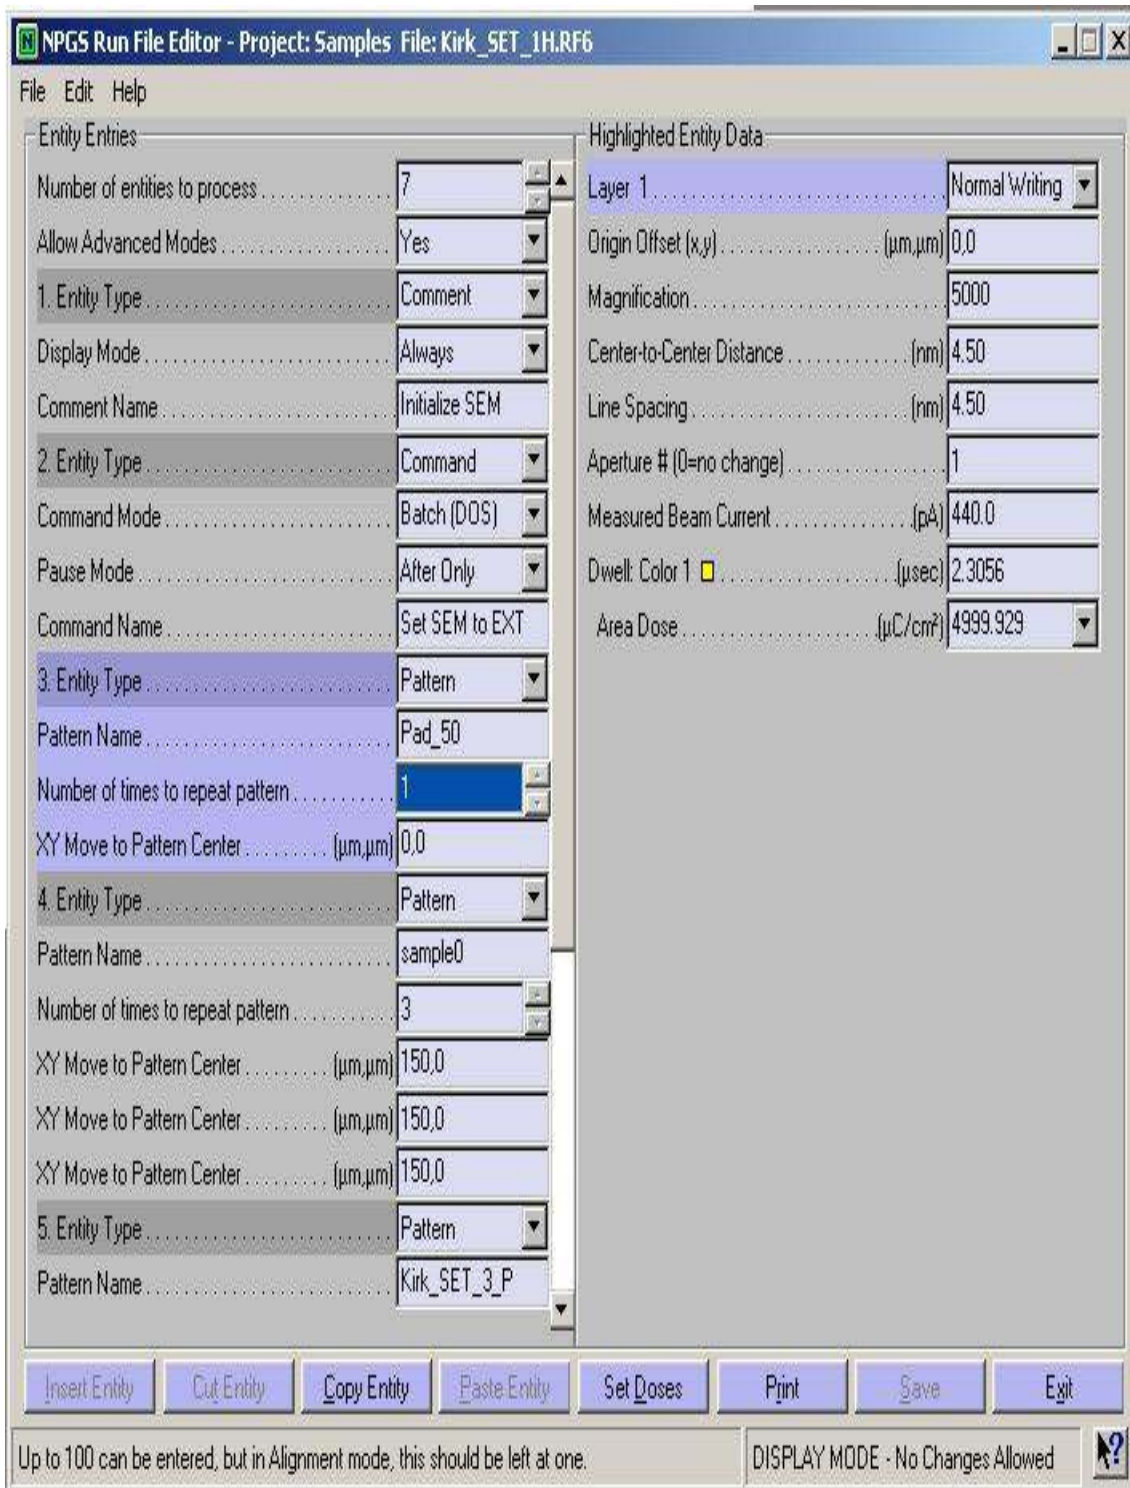 NPGS Run File Editor - Project: Samples File: Kirk_SET_1H.RF6
File Edit Help
Entity Entries
Number of entities to process 7
Allow Advanced Modes Yes
1. Entity Type Comment
Display Mode Always
Comment Name Initialize SEM
2. Entity Type Command
Command Mode Batch (DOS)
Pause Mode After Only
Command Name Set SEM to EXT
3. Entity Type Pattern
Pattern Name Pad_50
Number of times to repeat pattern 1
XY Move to Pattern Center (µm,µm) 0,0
4. Entity Type Pattern
Pattern Name sample0
Number of times to repeat pattern 3
XY Move to Pattern Center (µm,µm) 150,0
XY Move to Pattern Center (µm,µm) 150,0
XY Move to Pattern Center (µm,µm) 150,0
5. Entity Type Pattern
Pattern Name Kirk_SET_3_P
Highlighted Entity Data
Layer 1 Normal Writing
Origin Offset (x,y) (µm,µm) 0,0
Magnification 5000
Center-to-Center Distance (nm) 4.50
Line Spacing (nm) 4.50
Aperture # (0=no change) 1
Measured Beam Current (pA) 440.0
Dwell: Color 1 (µsec) 2.3056
Area Dose (µC/cm²) 4999.929
Insert Entity Cut Entity Copy Entity Paste Entity Set Doses Print Save Exit
Up to 100 can be entered, but in Alignment mode, this should be left at one. DISPLAY MODE - No Changes Allowed